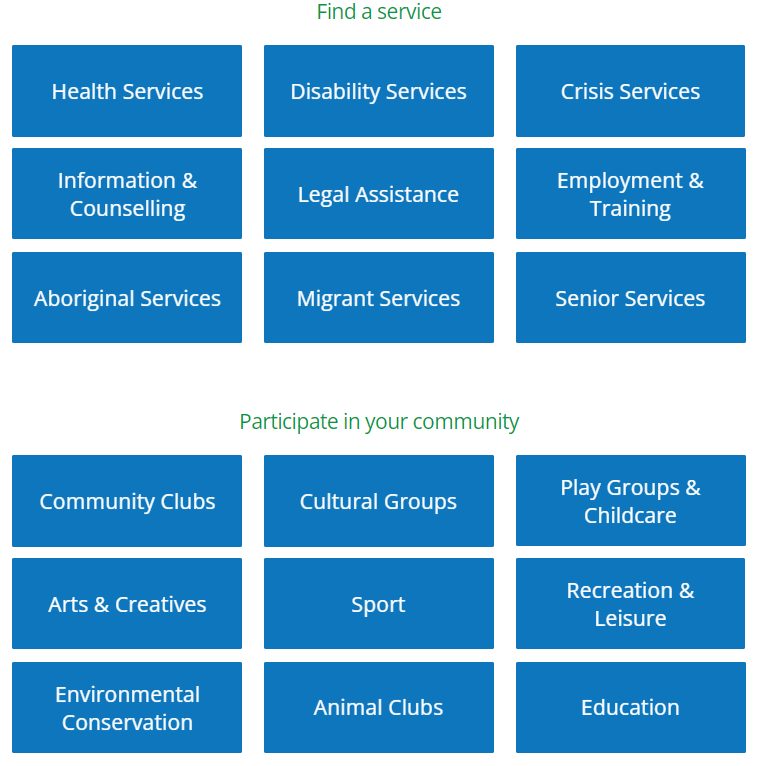 Find a service
Health Services
Disability Services
Crisis Services
Information &
Counselling
Legal Assistance
Employment &
Training
Aboriginal Services
Migrant Services
Senior Services
Participate in your community
Community Clubs
Cultural Groups
Play Groups &
Childcare
Arts & Creatives
Sport
Recreation &
Leisure
Environmental
Conservation
Animal Clubs
Education